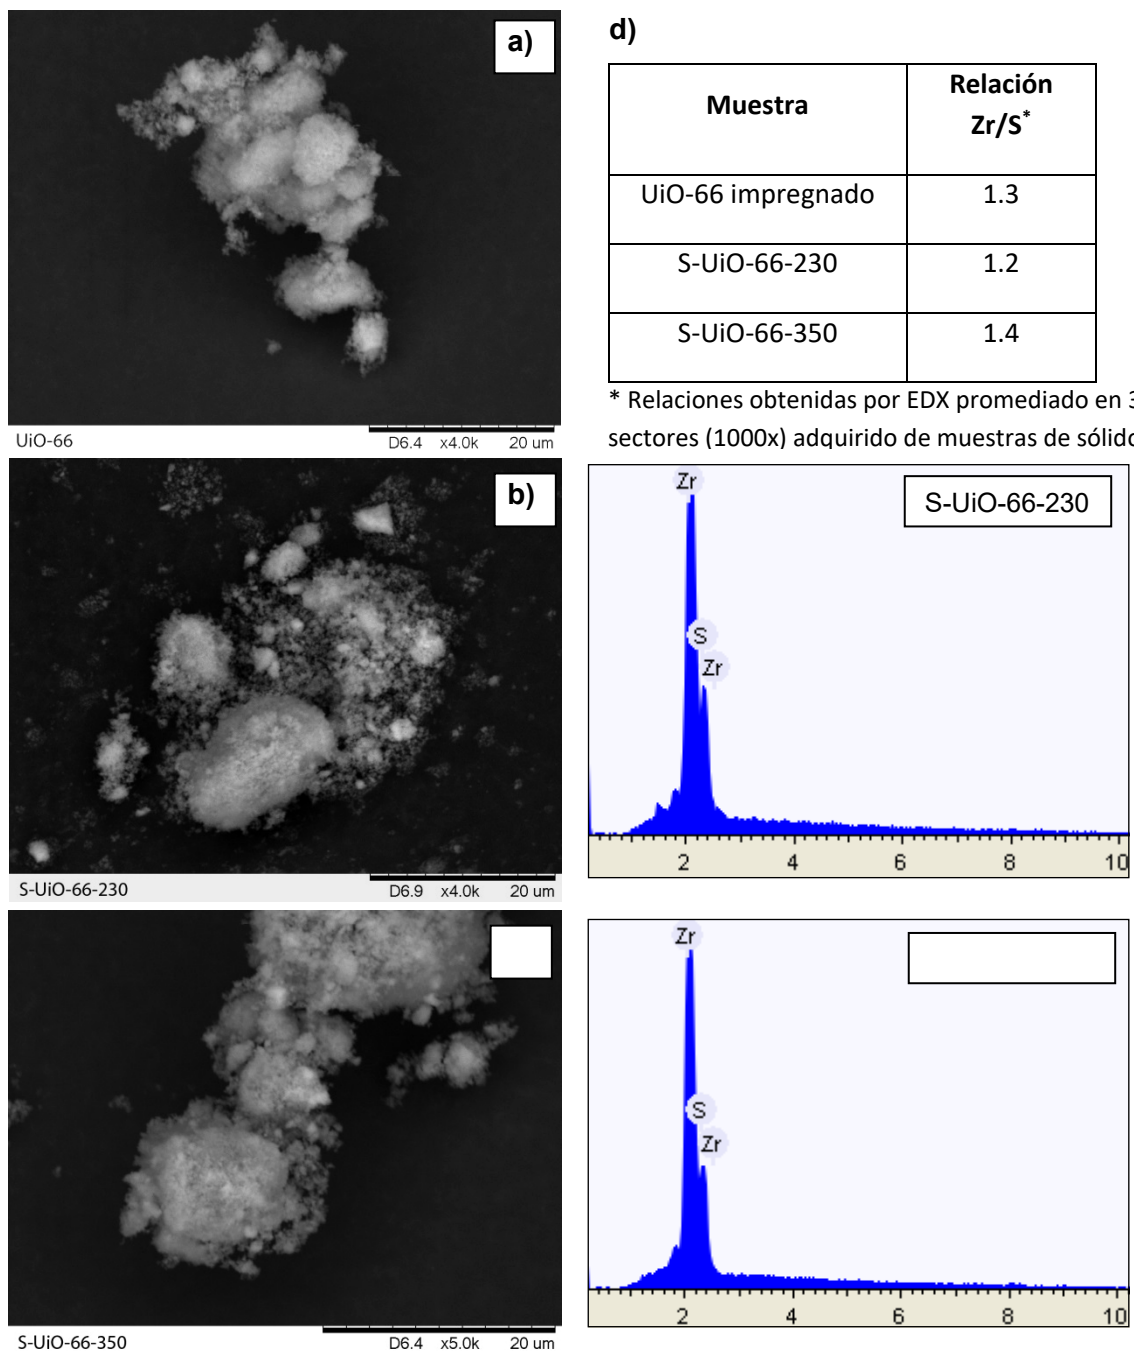 a)
UiO-66
D6.4 x4.0k 20 um
d)
Muestra
Relación
Zr/S*
UiO-66 impregnado
1.3
S-UiO-66-230
1.2
S-UiO-66-350
1.4
* Relaciones obtenidas por EDX promediado en 3
sectores (1000x) adquirido de muestras de sólido
b)
S-UiO-66-230
D6.9 x4.0k 20 um
Zr
S-UiO-66-230
S
Zr
2 4 6 8 10
S-UiO-66-350
D6.4 x5.0k 20 um
Zr
S
Zr
2 4 6 8 10